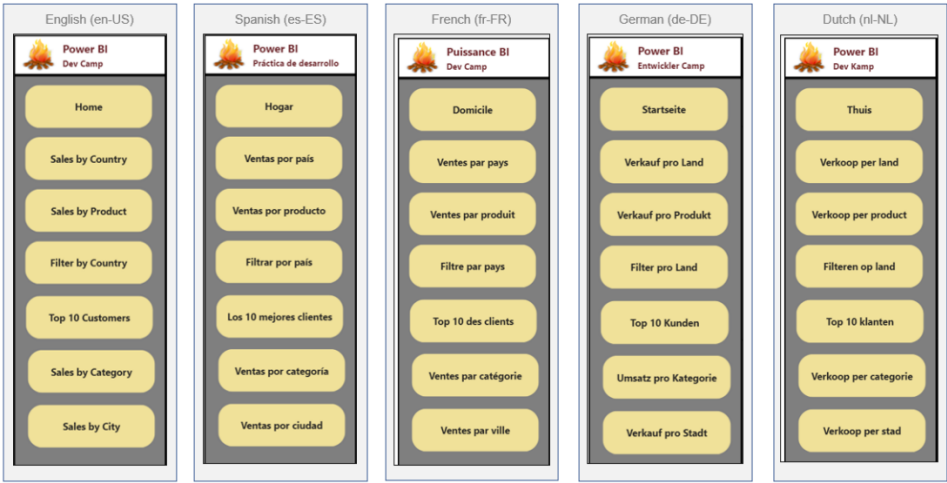 English (en-US)
Power BI
Dev Camp
Home
Sales by Country
Sales by Product
Filter by Country
Top 10 Customers
Sales by Category
Sales by City
Spanish (es-ES)
Power BI
Práctica de desarrollo
Hogar
Ventas por país
Ventas por producto
Filtrar por país
Los 10 mejores clientes
Ventas por categoría
Ventas por ciudad
French (fr-FR)
Puissance BI
Dev Camp
Domicile
Ventes par pays
Ventes par produit
Filtre par pays
Top 10 des clients
Ventes par catégorie
Ventes par ville
German (de-DE)
Power BI
Entwickler Camp
Startseite
Verkauf pro Land
Verkauf pro Produkt
Filter pro Land
Top 10 Kunden
Umsatz pro Kategorie
Verkauf pro Stadt
Dutch (nl-NL)
Power BI
Dev Kamp
Thuis
Verkoop per land
Verkoop per product
Filteren op land
Top 10 klanten
Verkoop per categorie
Verkoop per stad